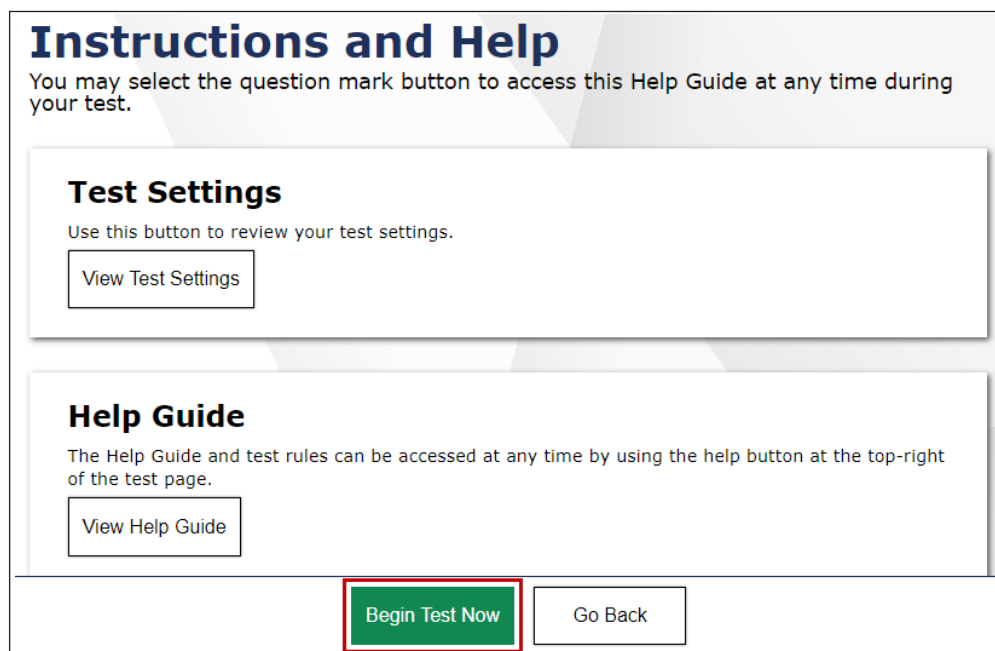 Instructions and Help
You may select the question mark button to access this Help Guide at any time during
your test.
Test Settings
Use this button to review your test settings.
View Test Settings
Help Guide
The Help Guide and test rules can be accessed at any time by using the help button at the top-right
of the test page.
View Help Guide
Begin Test Now
Go Back